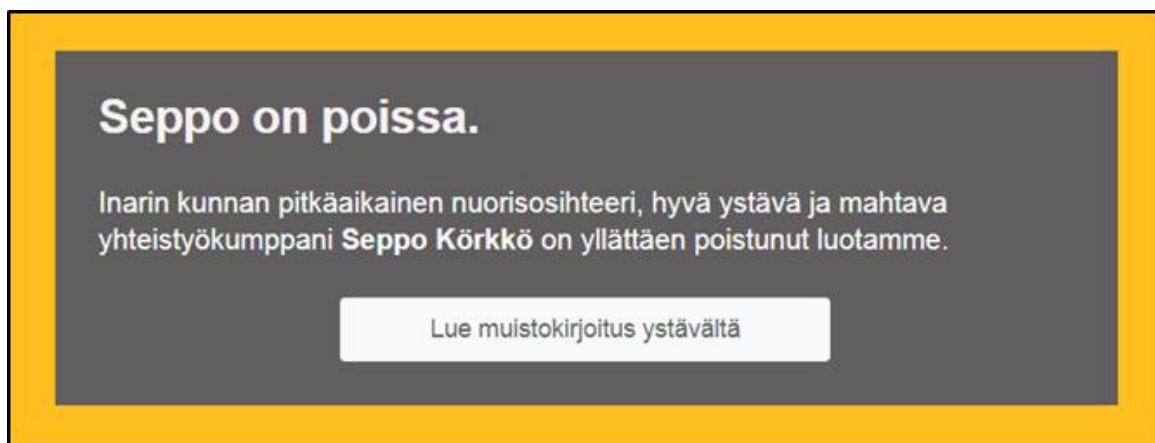 Seppo on poissa.
Inarin kunnan pitkäaikainen nuorisosihteeri, hyvä ystävä ja mahtava
yhteistyökumppani Seppo Körkkö on yllättäen poistunut luotamme.
Lue muistokirjoitus ystävältä